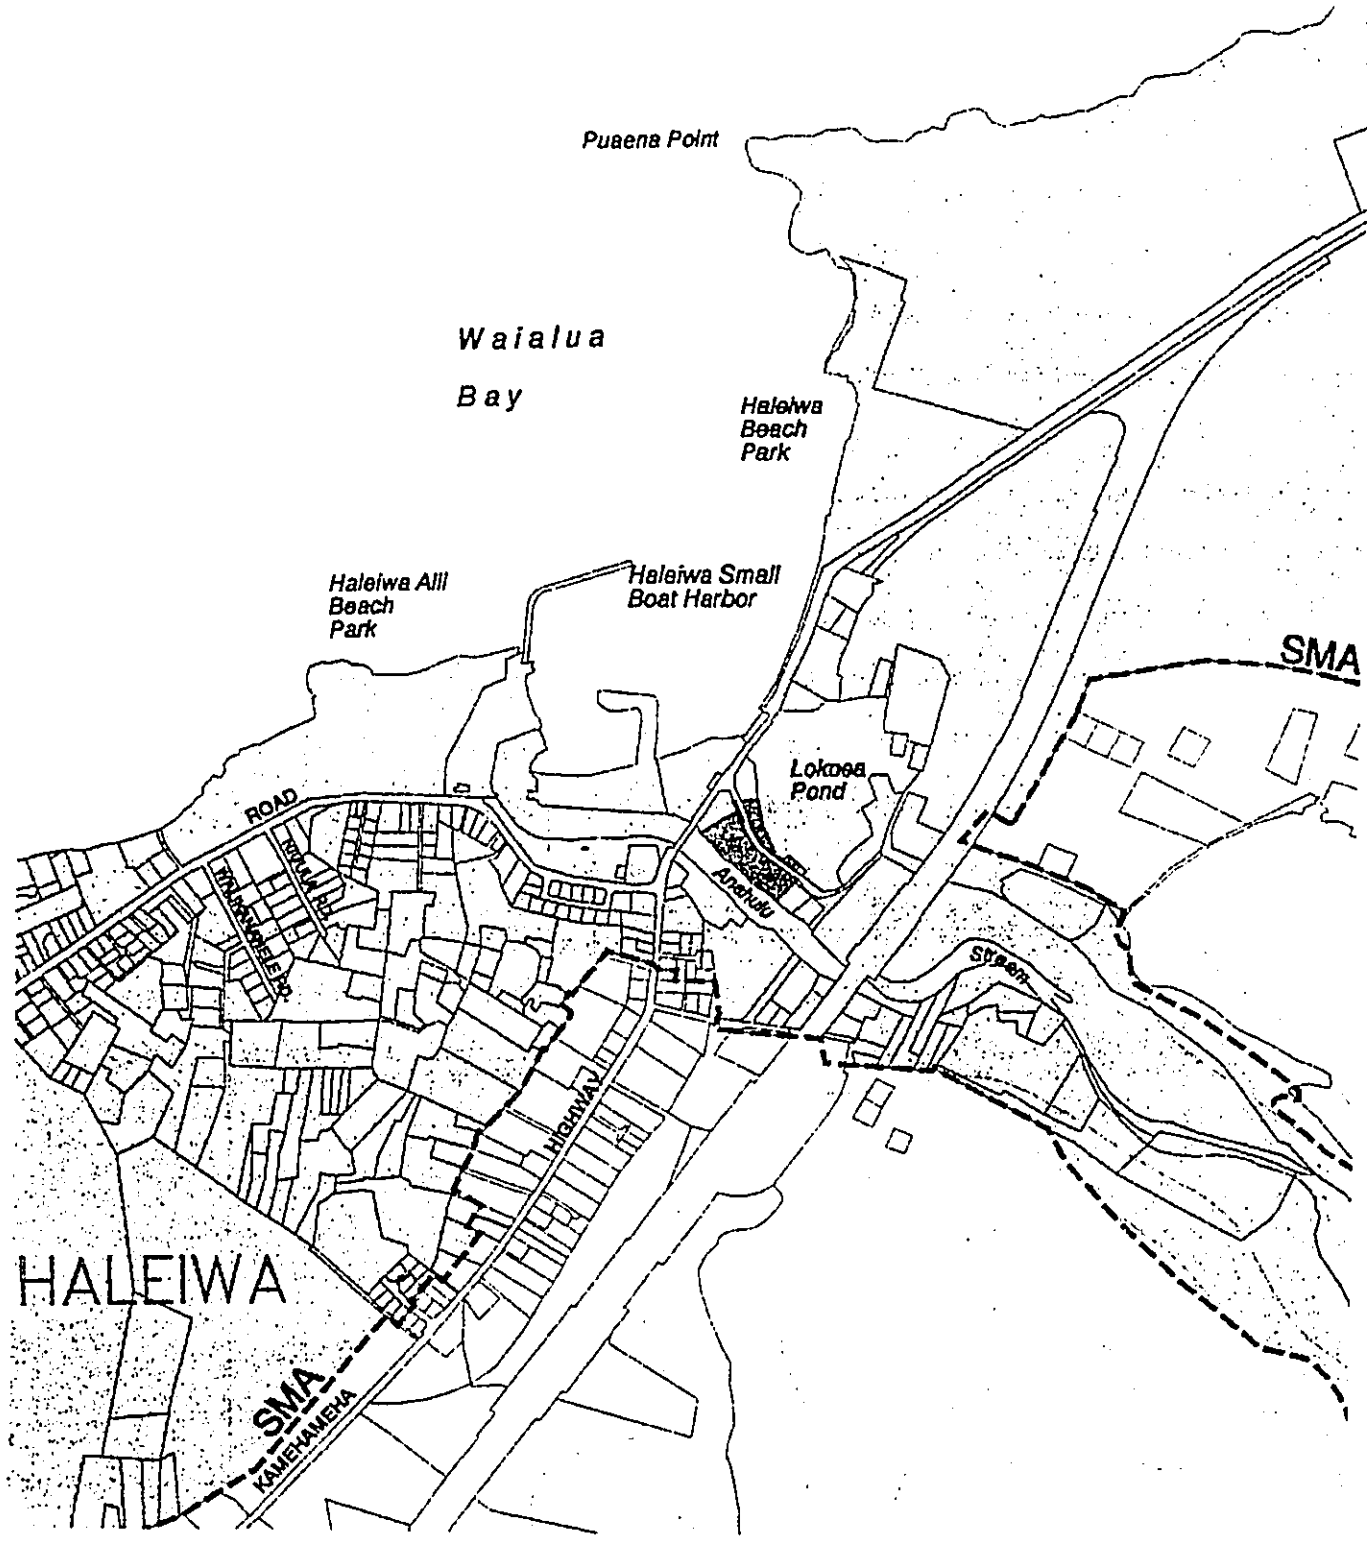 Puaena Point
Waialua
Bay
Haleiwa
Beach
Park
Haleiwa Alii
Beach
Park
Haleiwa Small
Boat Harbor
SMA
Lokoea
Pond
ROAD
Anahulu
Stream
HIGHWAY
HALEIWA
SMA
KAMEHAMEHA